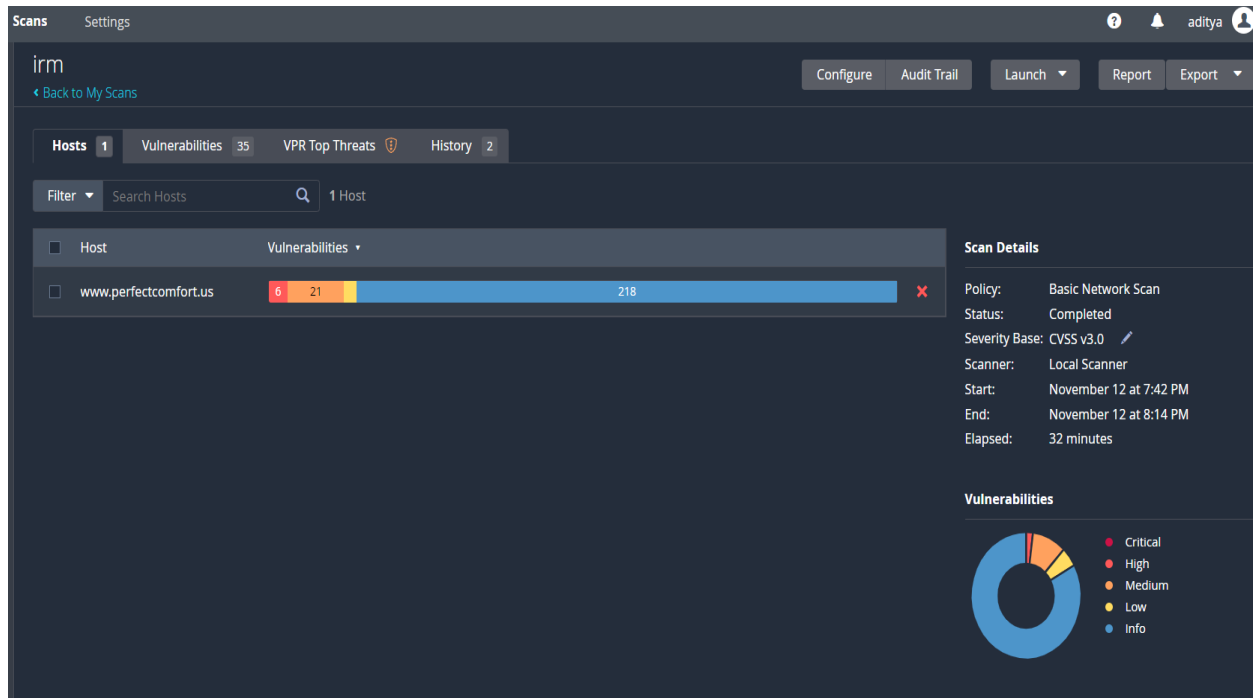 Scans Settings aditya
irm
Configure Audit Trail Launch Report Export
Back to My Scans
Hosts 1 Vulnerabilities 35 VPR Top Threats History 2
Filter Search Hosts 1 Host
Host Vulnerabilities
www.perfectcomfort.us 6 21 218
Scan Details
Policy: Basic Network Scan
Status: Completed
Severity Base: CVSS v3.0
Scanner: Local Scanner
Start: November 12 at 7:42 PM
End: November 12 at 8:14 PM
Elapsed: 32 minutes
Vulnerabilities
Critical
High
Medium
Low
Info